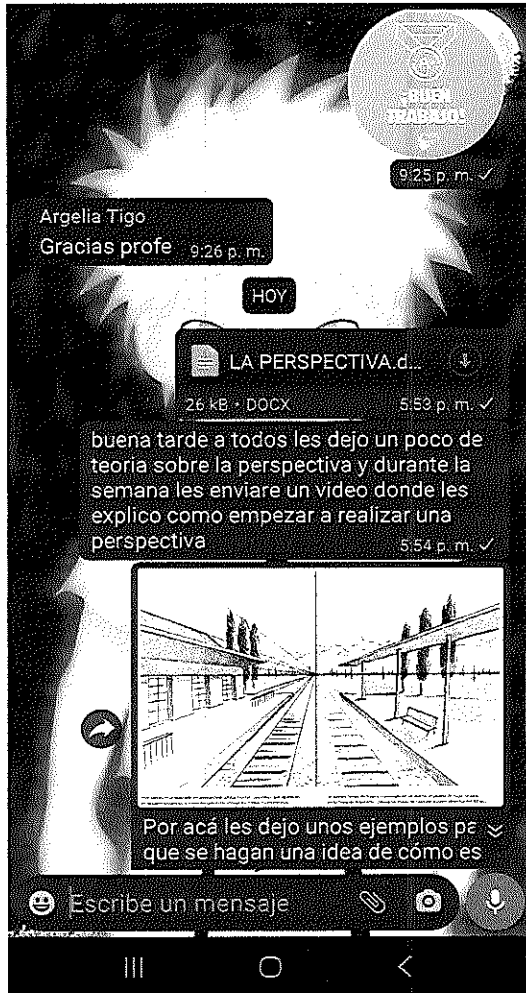 ¡BUEN
TRABAJO!
9:25 p. m.
Argelia Tigo
Gracias profe 9:26 p. m.
HOY
LA PERSPECTIVA.d...
26 kB • DOCX 5:53 p. m.
buena tarde a todos les dejo un poco de
teoria sobre la perspectiva y durante la
semana les enviare un video donde les
explico como empezar a realizar una
perspectiva 5:54 p. m.
Por acá les dejo unos ejemplos pa
que se hagan una idea de cómo es
Escribe un mensaje